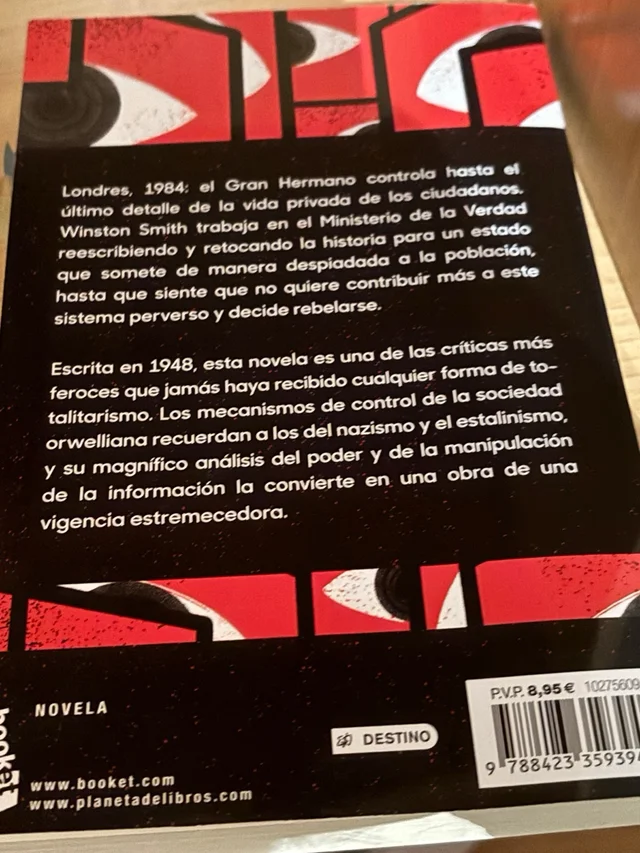 Londres, 1984: el Gran Hermano controla hasta el
último detalle de la vida privada de los ciudadanos.
Winston Smith trabaja en el Ministerio de la Verdad
reescribiendo y retocando la historia para un estado
que somete de manera despiadada a la población,
hasta que siente que no quiere contribuir más a este
sistema perverso y decide rebelarse.
Escrita en 1948, esta novela es una de las críticas más
feroces que jamás haya recibido cualquier forma de to-
talitarismo. Los mecanismos de control de la sociedad
orwelliana recuerdan a los del nazismo y el estalinismo,
y su magnífico análisis del poder y de la manipulación
de la información la convierte en una obra de una
vigencia estremecedora.
NOVELA
booket
DESTINO
www.booket.com
www.planetadelibros.com
P.V.P. 8,95 € 10275609
9 788423 359394